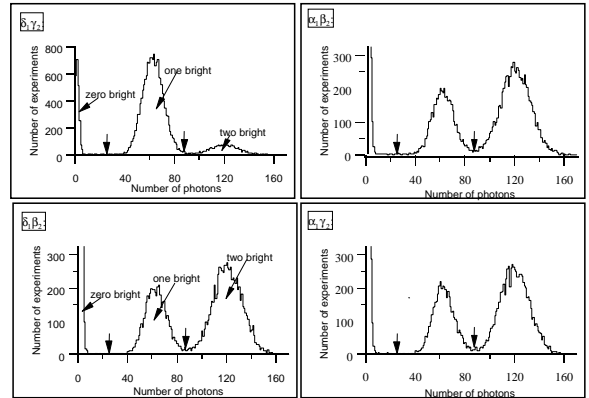 δ₁γ₂:
Number of experiments
800
600
400
200
0
zero bright
one bright
two bright
0 40 80 120 160
Number of photons
α₁β₂:
Number of experiments
300
200
100
0
0 40 80 120 160
Number of photons
δ₁β₂:
Number of experiments
300
200
100
0
zero bright
one bright
two bright
0 40 80 120 160
Number of photons
α₁γ₂:
Number of experiments
300
200
100
0
0 40 80 120 160
Number of photons